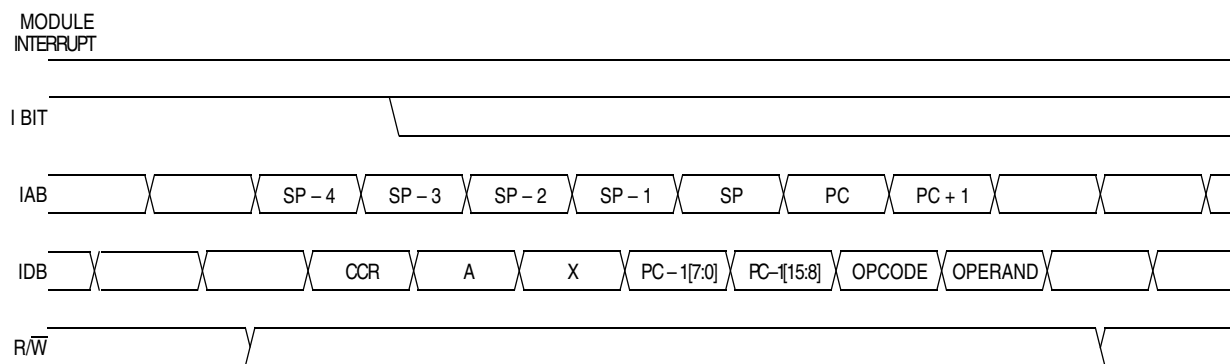 MODULE
INTERRUPT
I BIT
IAB SP – 4 SP – 3 SP – 2 SP – 1 SP PC PC + 1
IDB CCR A X PC – 1[7:0] PC–1[15:8] OPCODE OPERAND
R/W̅